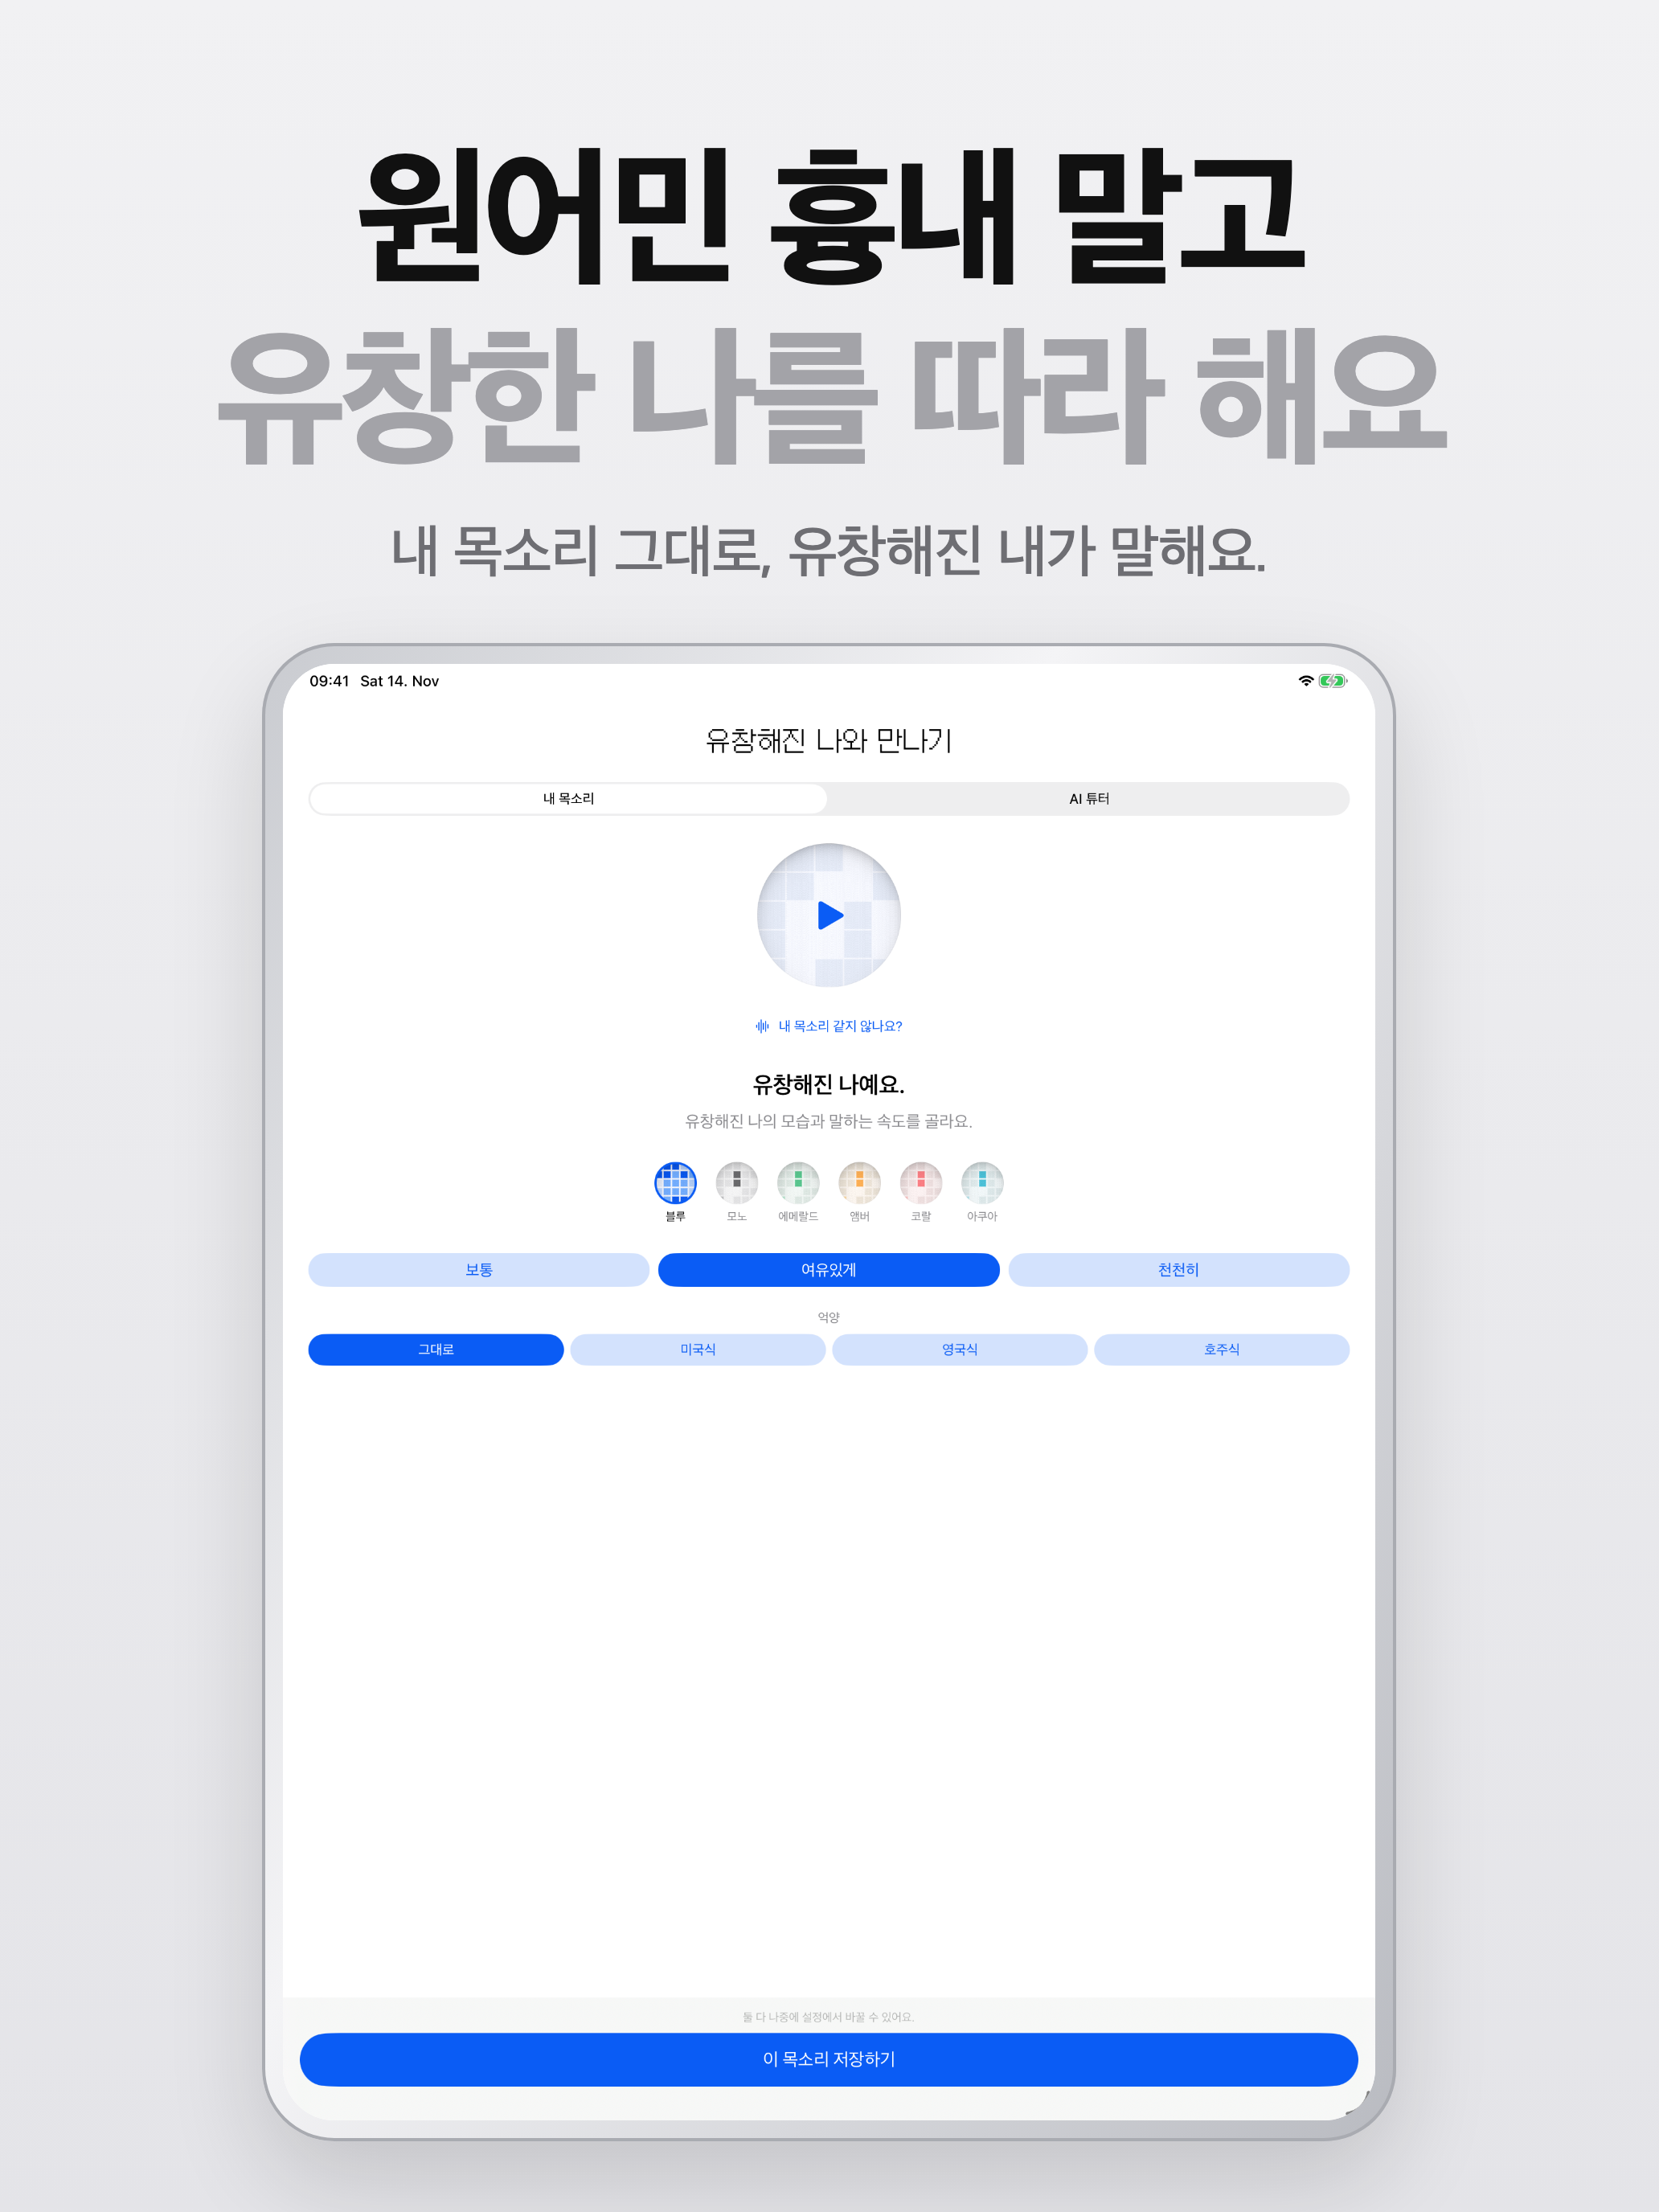 원어민 흉내 말고
유창한 나를 따라 해요
내 목소리 그대로, 유창해진 내가 말해요.
09:41 Sat 14. Nov
유창해진 나와 만나기
내 목소리 AI 튜터
내 목소리 같지 않나요?
유창해진 나예요.
유창해진 나의 모습과 말하는 속도를 골라요.
블루 모노 에메랄드 앰버 코랄 아쿠아
보통 여유있게 천천히
억양
그대로 미국식 영국식 호주식
둘 다 나중에 설정에서 바꿀 수 있어요.
이 목소리 저장하기